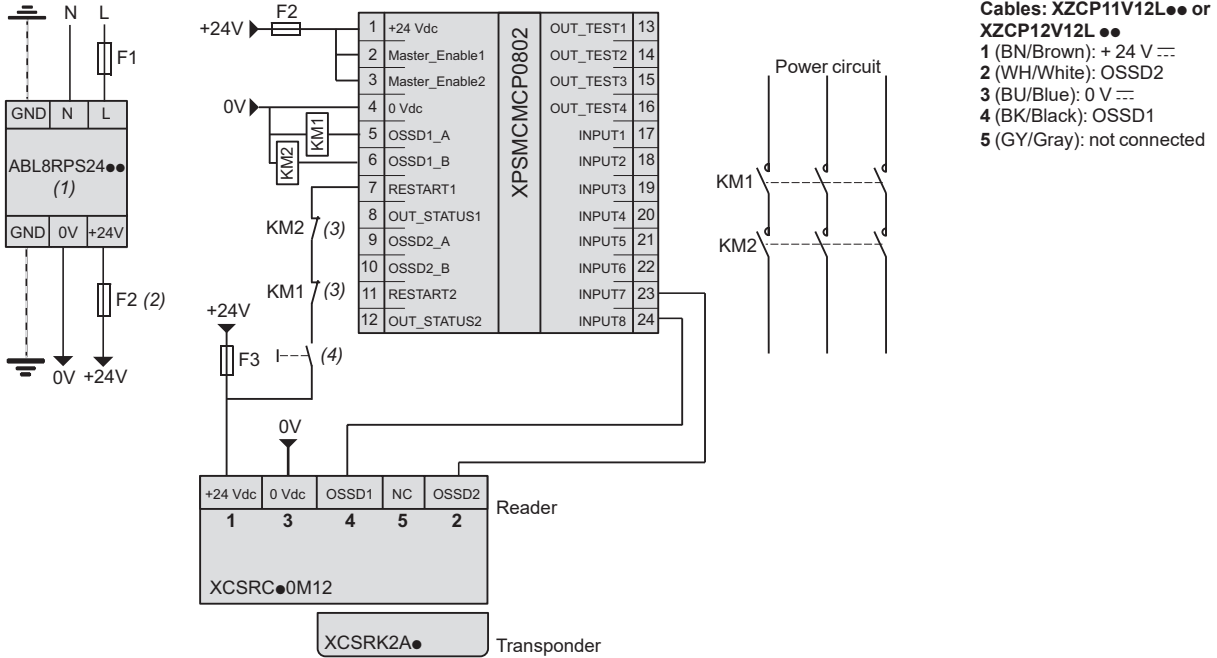 N L
F1
GND N L
ABL8RPS24●●
(1)
GND 0V +24V
F2 (2)
0V +24V
+24V F2
0V
KM1
KM2
1 +24 Vdc
2 Master_Enable1
3 Master_Enable2
4 0 Vdc
5 OSSD1_A
6 OSSD1_B
7 RESTART1
8 OUT_STATUS1
9 OSSD2_A
10 OSSD2_B
11 RESTART2
12 OUT_STATUS2
XPSMCMCP0802
OUT_TEST1 13
OUT_TEST2 14
OUT_TEST3 15
OUT_TEST4 16
INPUT1 17
INPUT2 18
INPUT3 19
INPUT4 20
INPUT5 21
INPUT6 22
INPUT7 23
INPUT8 24
KM2 (3)
KM1 (3)
+24V
F3
(4)
0V
+24 Vdc 0 Vdc OSSD1 NC OSSD2
1 3 4 5 2
Reader
XCSRC●0M12
XCSRK2A●
Transponder
Power circuit
KM1
KM2
Cables: XZCP11V12L●● or
XZCP12V12L ●●
1 (BN/Brown): + 24 V ⎓
2 (WH/White): OSSD2
3 (BU/Blue): 0 V ⎓
4 (BK/Black): OSSD1
5 (GY/Gray): not connected